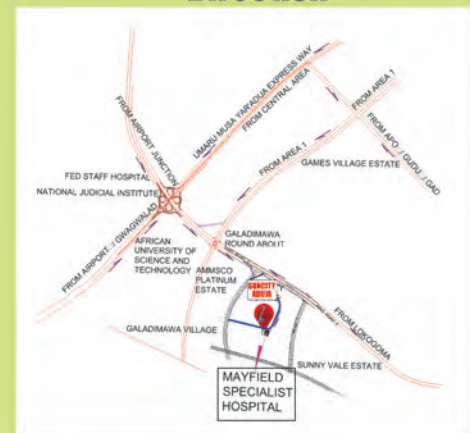 FROM AIRPORT JUNCTION
UMARU MUSA YAR'ADUA EXPRESS WAY
FROM CENTRAL AREA
FROM AREA 1
FROM AREA 1
FROM APO / GUDU / GAD
GAMES VILLAGE ESTATE
FED STAFF HOSPITAL
NATIONAL JUDICIAL INSTITUTE
FROM AIRPORT / GWAGWALAD
AFRICAN
UNIVERSITY OF
SCIENCE AND
TECHNOLOGY
GALADIMAWA
ROUND ABOUT
AMMSCO
PLATINUM
ESTATE
SUNCITY
ABUJA
GALADIMAWA VILLAGE
FROM LOKOGOMA
SUNNY VALE ESTATE
MAYFIELD
SPECIALIST
HOSPITAL